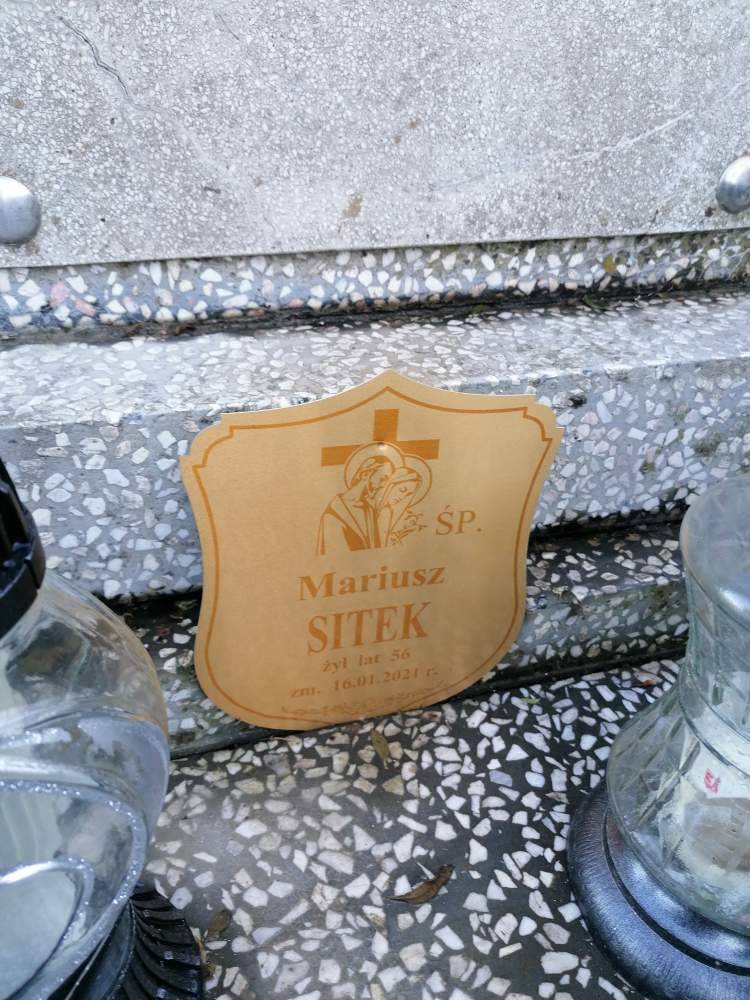 ŚP.
Mariusz
SITEK
żył lat 56
zm. 16.01.2021 r.